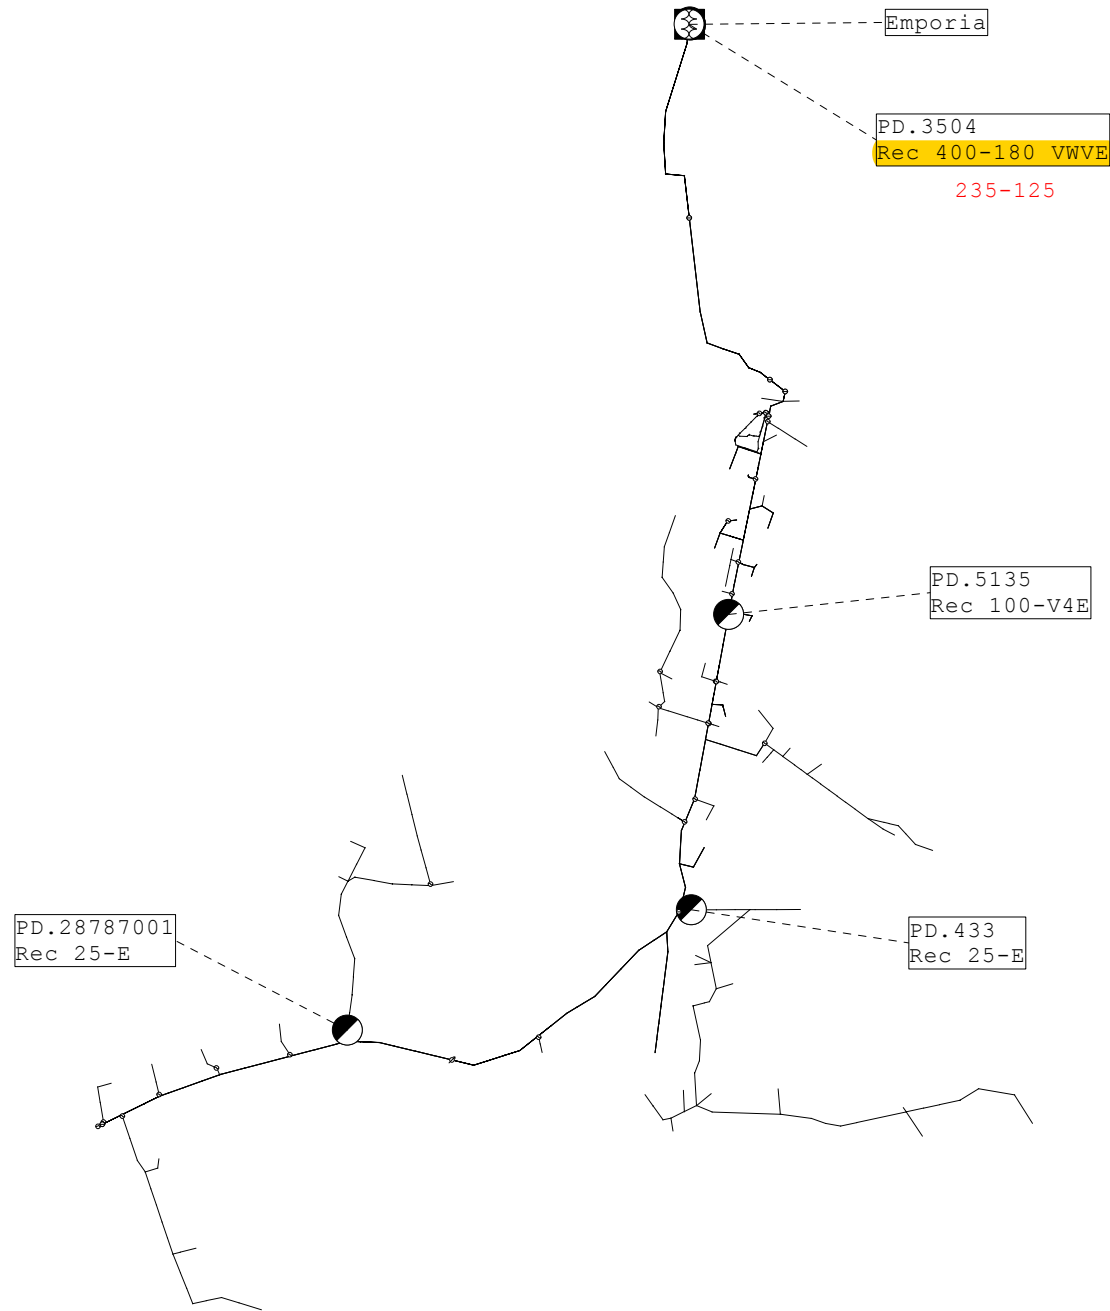 Emporia
PD.3504
Rec 400-180 VWVE
235-125
PD.5135
Rec 100-V4E
PD.28787001
Rec 25-E
PD.433
Rec 25-E